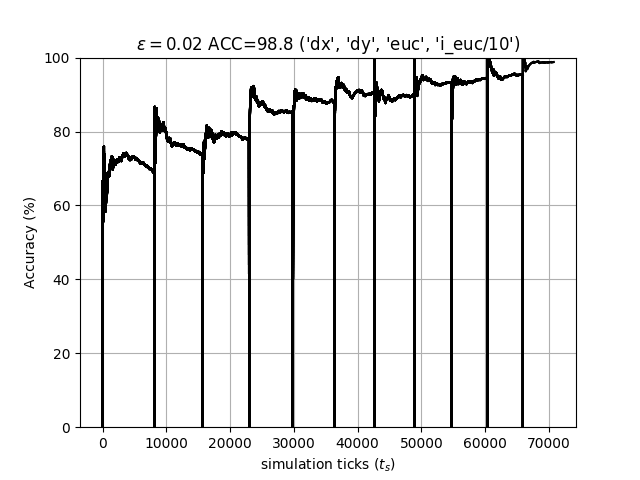 ε = 0.02 ACC=98.8 ('dx', 'dy', 'euc', 'i_euc/10')
100
80
60
40
20
0
Accuracy (%)
0 10000 20000 30000 40000 50000 60000 70000
simulation ticks (tₛ)